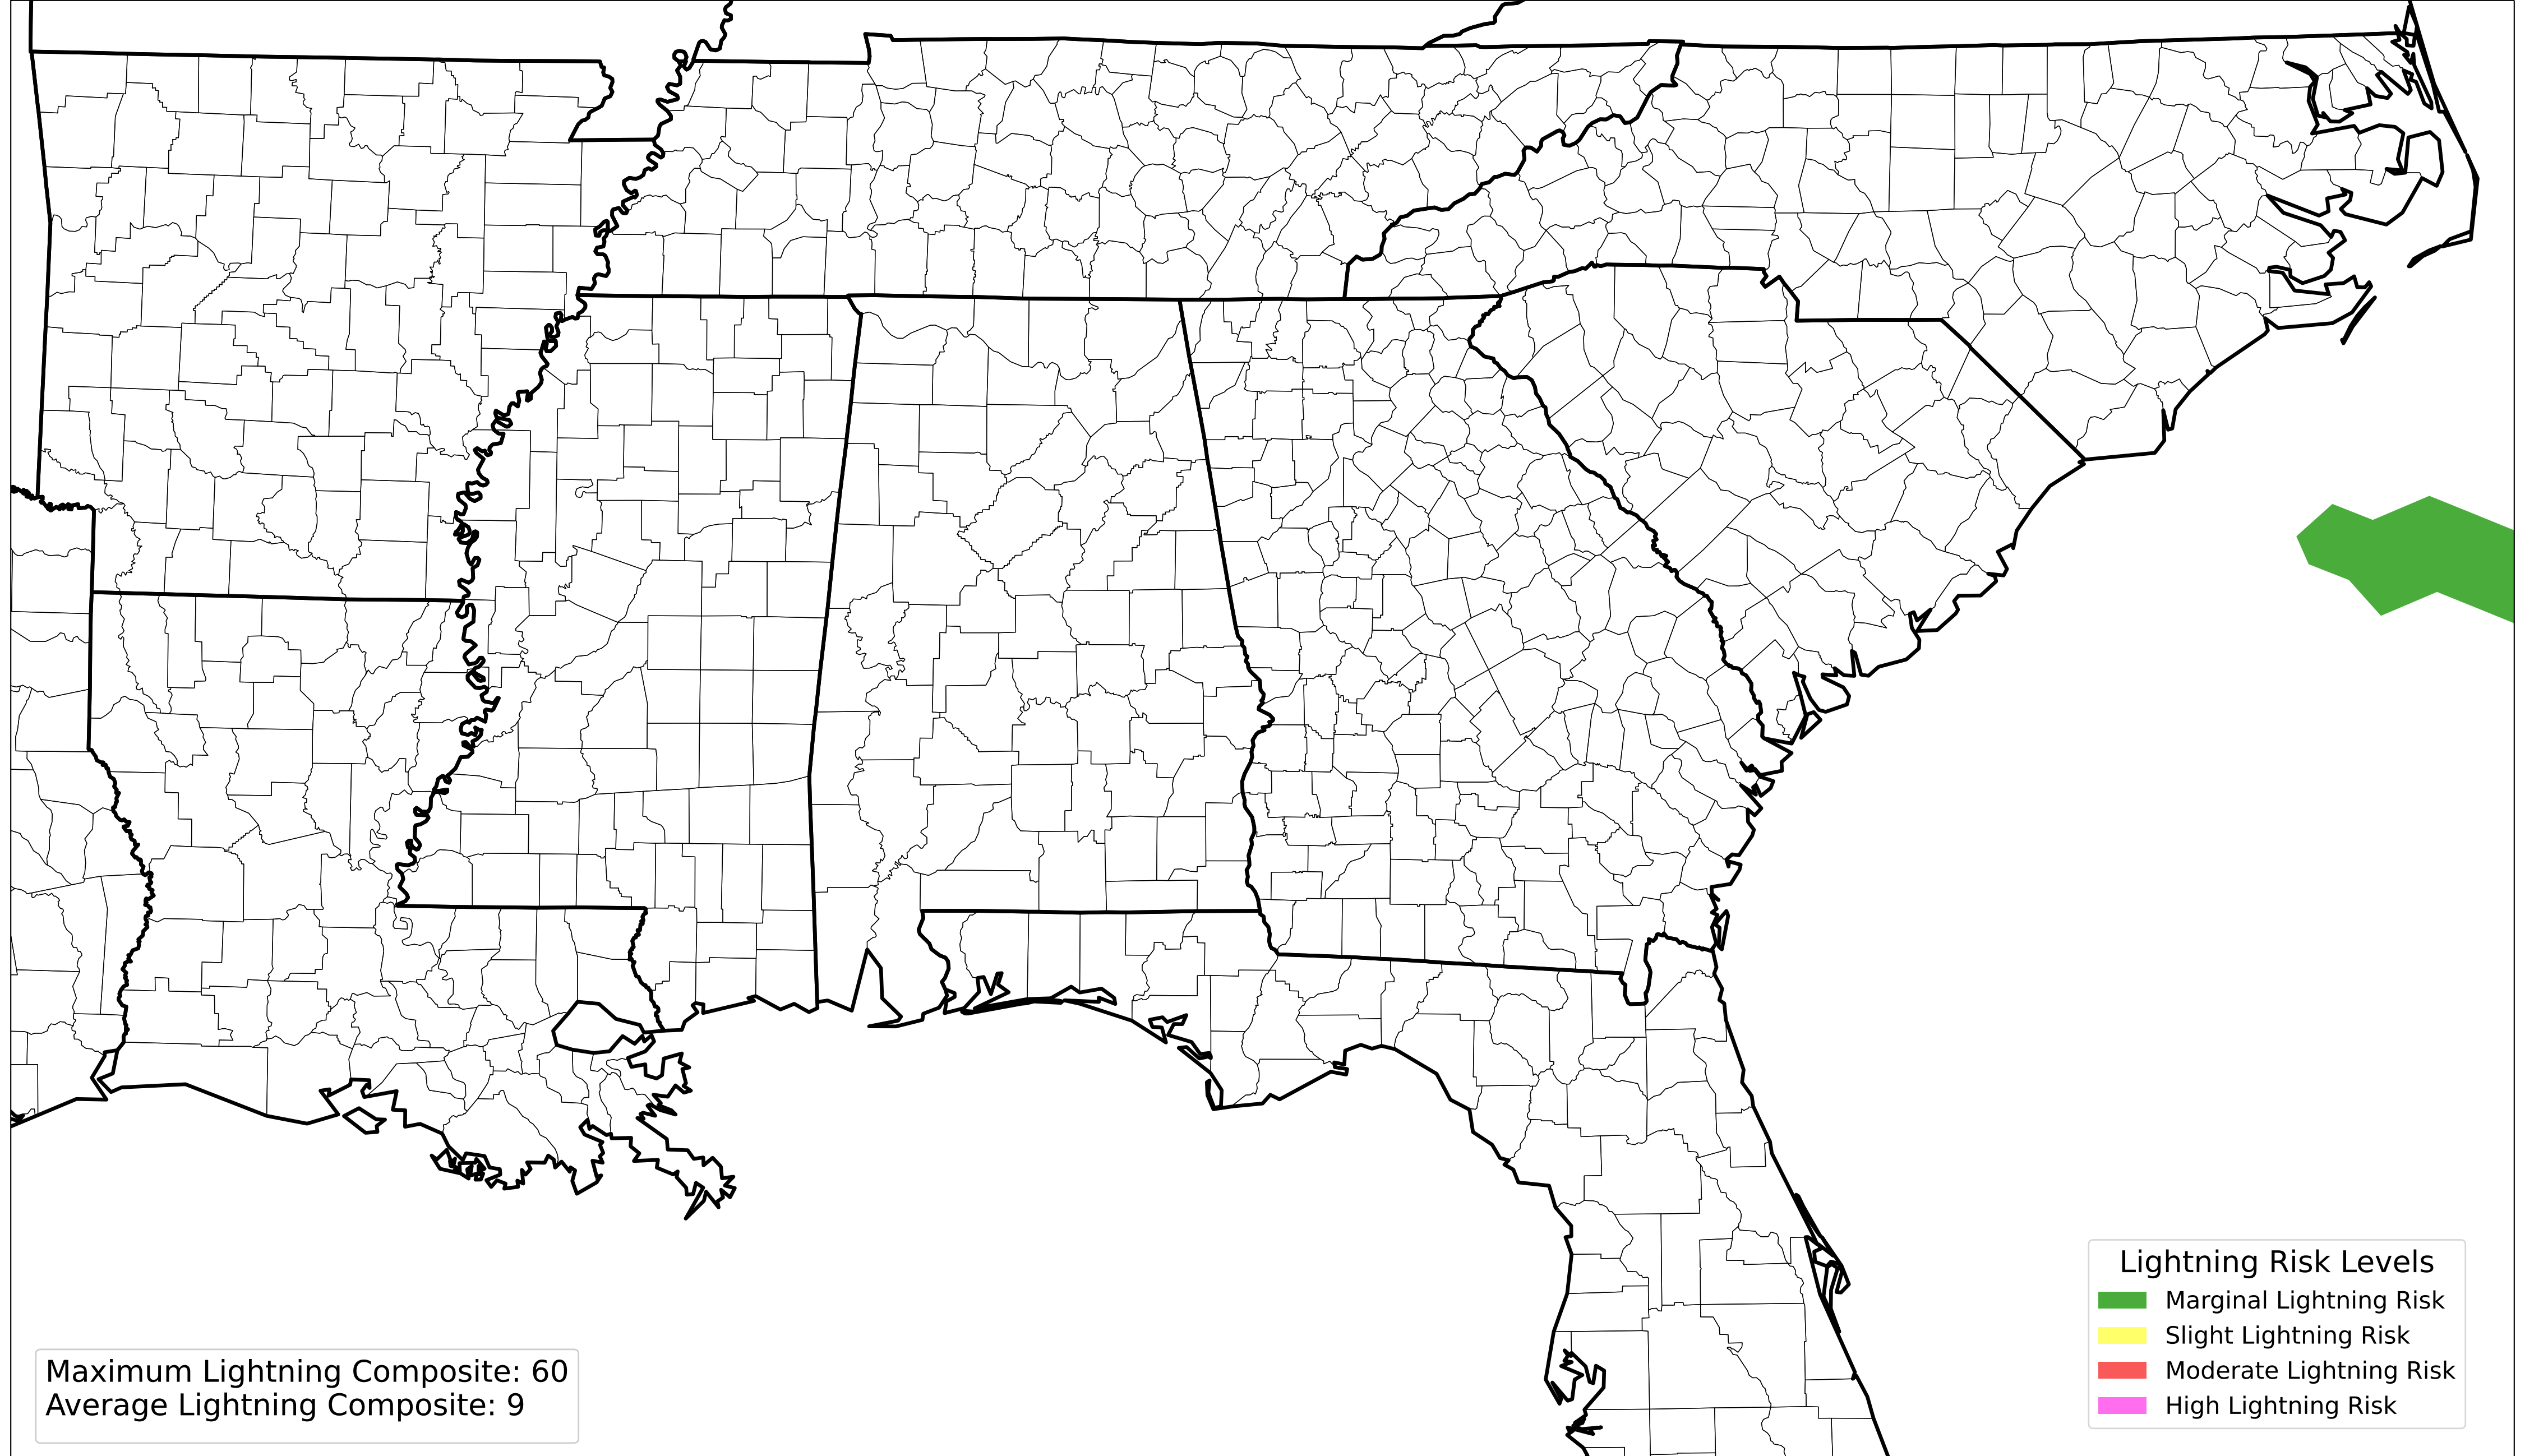 Maximum Lightning Composite: 60
Average Lightning Composite: 9
Lightning Risk Levels
Marginal Lightning Risk
Slight Lightning Risk
Moderate Lightning Risk
High Lightning Risk